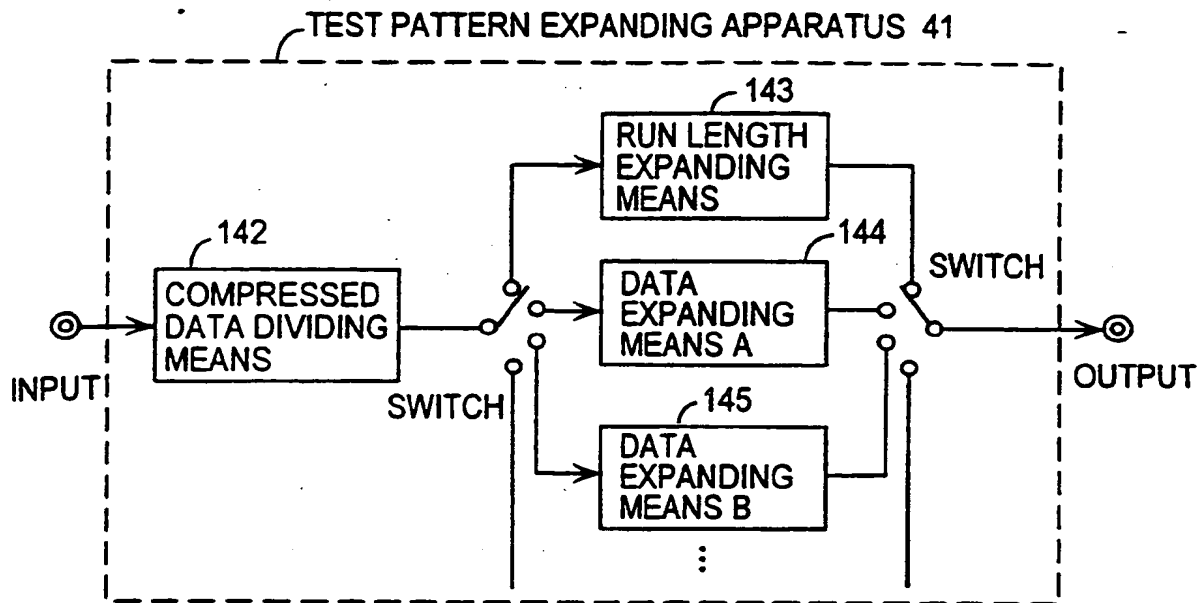 TEST PATTERN EXPANDING APPARATUS 41
143
RUN LENGTH
EXPANDING
MEANS
142
COMPRESSED
DATA DIVIDING
MEANS
144
DATA
EXPANDING
MEANS A
SWITCH
INPUT
SWITCH
OUTPUT
145
DATA
EXPANDING
MEANS B
⋮